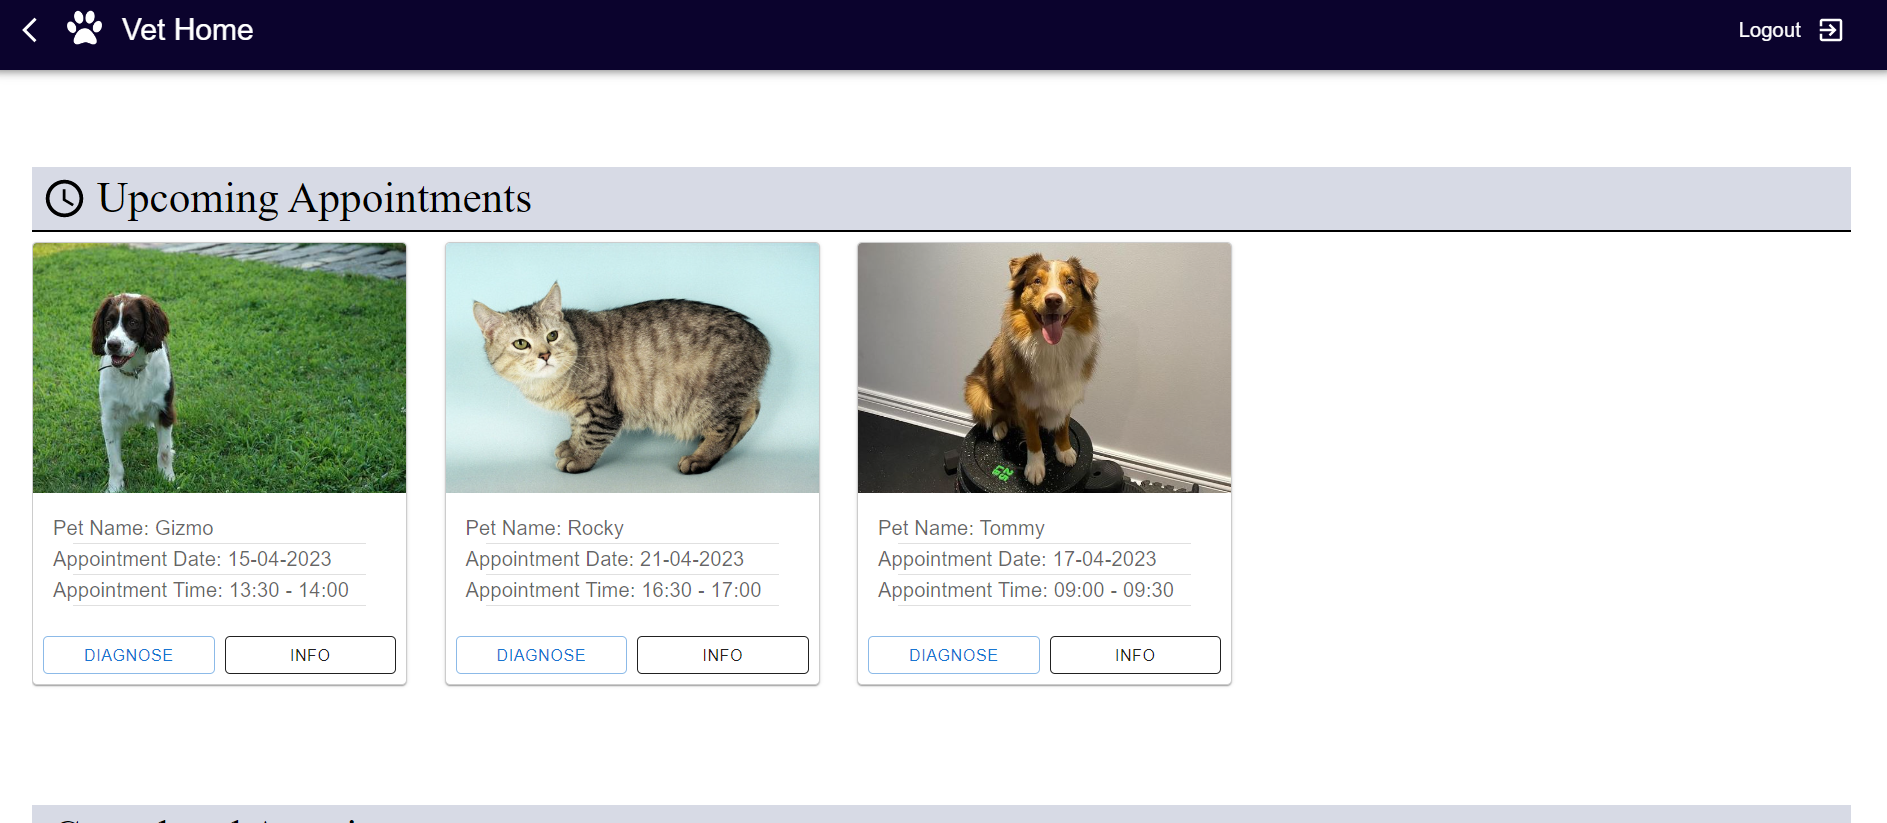 Vet Home
Logout
Upcoming Appointments
Pet Name: Gizmo
Appointment Date: 15-04-2023
Appointment Time: 13:30 - 14:00
DIAGNOSE
INFO
Pet Name: Rocky
Appointment Date: 21-04-2023
Appointment Time: 16:30 - 17:00
DIAGNOSE
INFO
Pet Name: Tommy
Appointment Date: 17-04-2023
Appointment Time: 09:00 - 09:30
DIAGNOSE
INFO